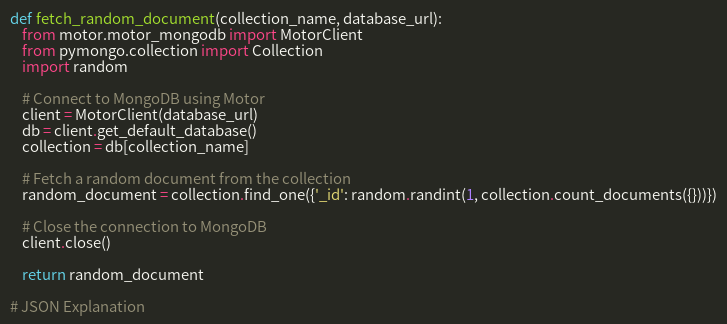 def fetch_random_document(collection_name, database_url):
    from motor.motor_mongodb import MotorClient
    from pymongo.collection import Collection
    import random

    # Connect to MongoDB using Motor
    client = MotorClient(database_url)
    db = client.get_default_database()
    collection = db[collection_name]

    # Fetch a random document from the collection
    random_document = collection.find_one({'_id': random.randint(1, collection.count_documents({}))})

    # Close the connection to MongoDB
    client.close()

    return random_document

# JSON Explanation